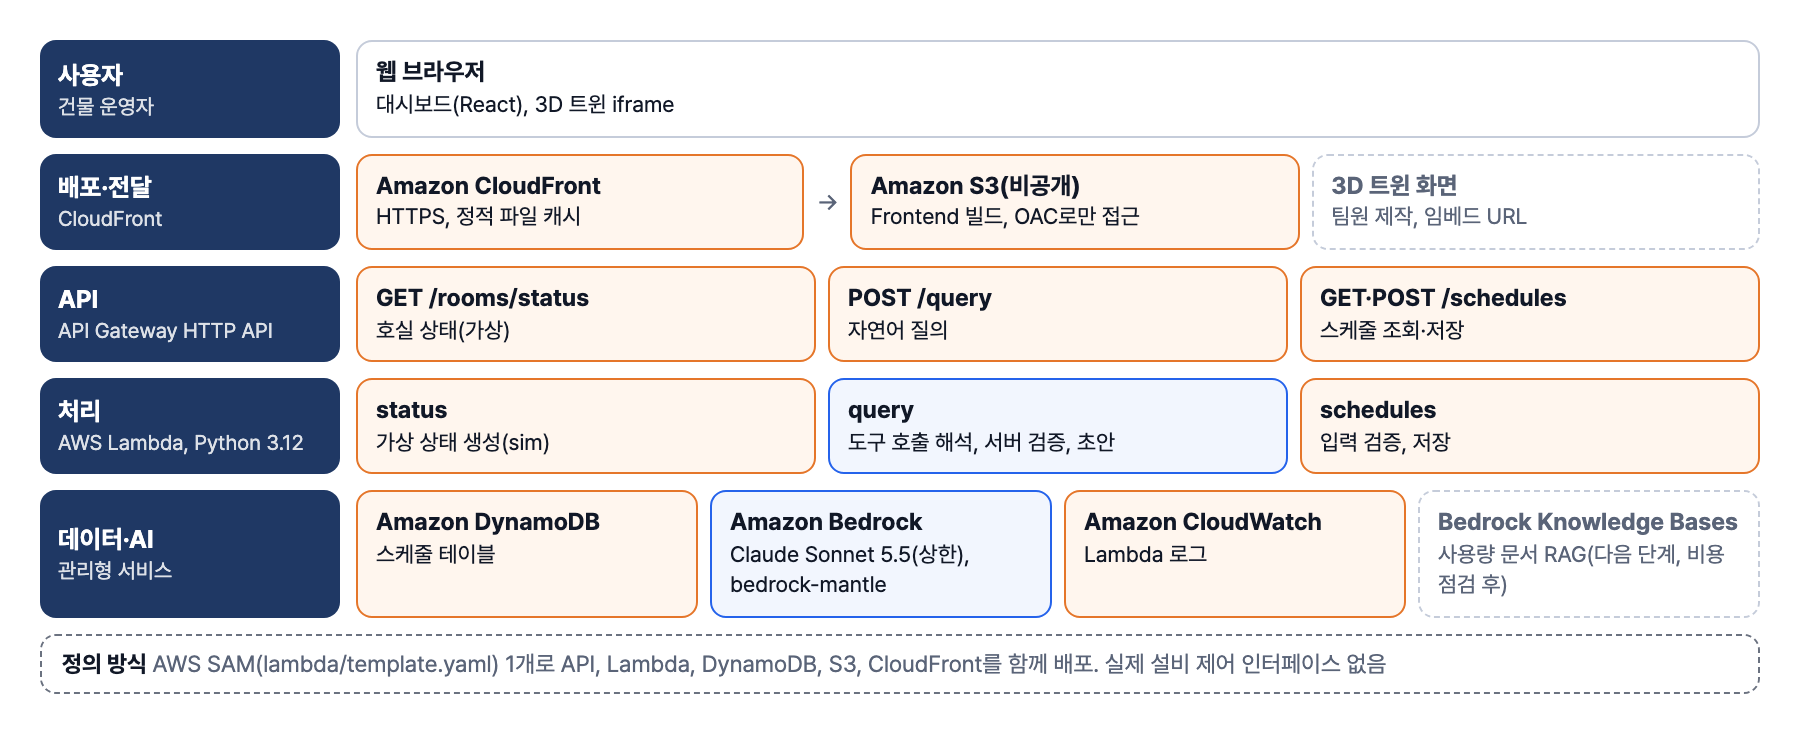 사용자
건물 운영자
웹 브라우저
대시보드(React), 3D 트윈 iframe
배포·전달
CloudFront
Amazon CloudFront
HTTPS, 정적 파일 캐시
→
Amazon S3(비공개)
Frontend 빌드, OAC로만 접근
3D 트윈 화면
팀원 제작, 임베드 URL
API
API Gateway HTTP API
GET /rooms/status
호실 상태(가상)
POST /query
자연어 질의
GET·POST /schedules
스케줄 조회·저장
처리
AWS Lambda, Python 3.12
status
가상 상태 생성(sim)
query
도구 호출 해석, 서버 검증, 초안
schedules
입력 검증, 저장
데이터·AI
관리형 서비스
Amazon DynamoDB
스케줄 테이블
Amazon Bedrock
Claude Sonnet 5.5(상한),
bedrock-mantle
Amazon CloudWatch
Lambda 로그
Bedrock Knowledge Bases
사용량 문서 RAG(다음 단계, 비용
점검 후)
정의 방식 AWS SAM(lambda/template.yaml) 1개로 API, Lambda, DynamoDB, S3, CloudFront를 함께 배포. 실제 설비 제어 인터페이스 없음